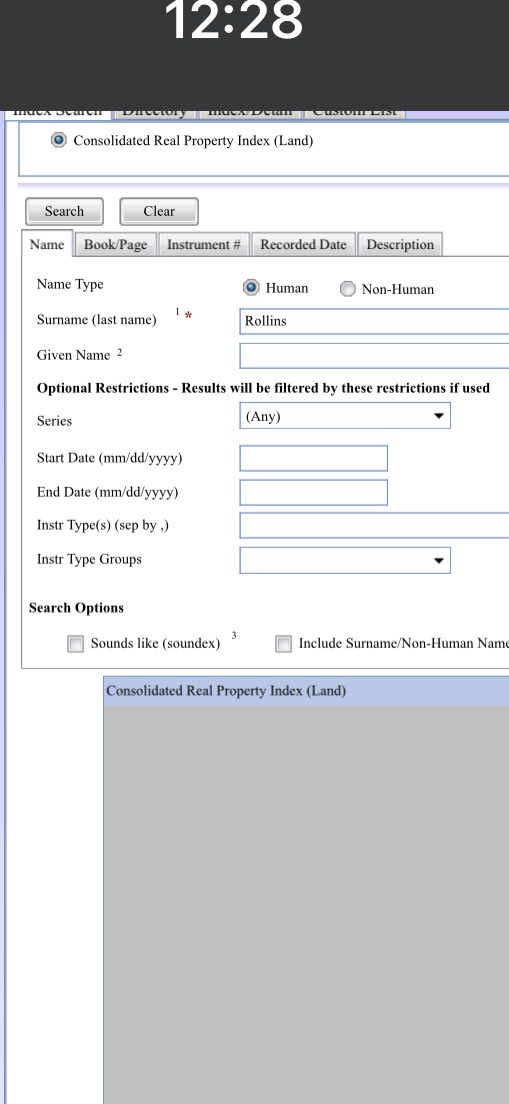 12:28
Index Search Directory Index/Detail Custom List
Consolidated Real Property Index (Land)
Search Clear
Name Book/Page Instrument # Recorded Date Description
Name Type Human Non-Human
Surname (last name) 1 * Rollins
Given Name 2
Optional Restrictions - Results will be filtered by these restrictions if used
Series (Any)
Start Date (mm/dd/yyyy)
End Date (mm/dd/yyyy)
Instr Type(s) (sep by ,)
Instr Type Groups
Search Options
Sounds like (soundex) 3 Include Surname/Non-Human Name
Consolidated Real Property Index (Land)